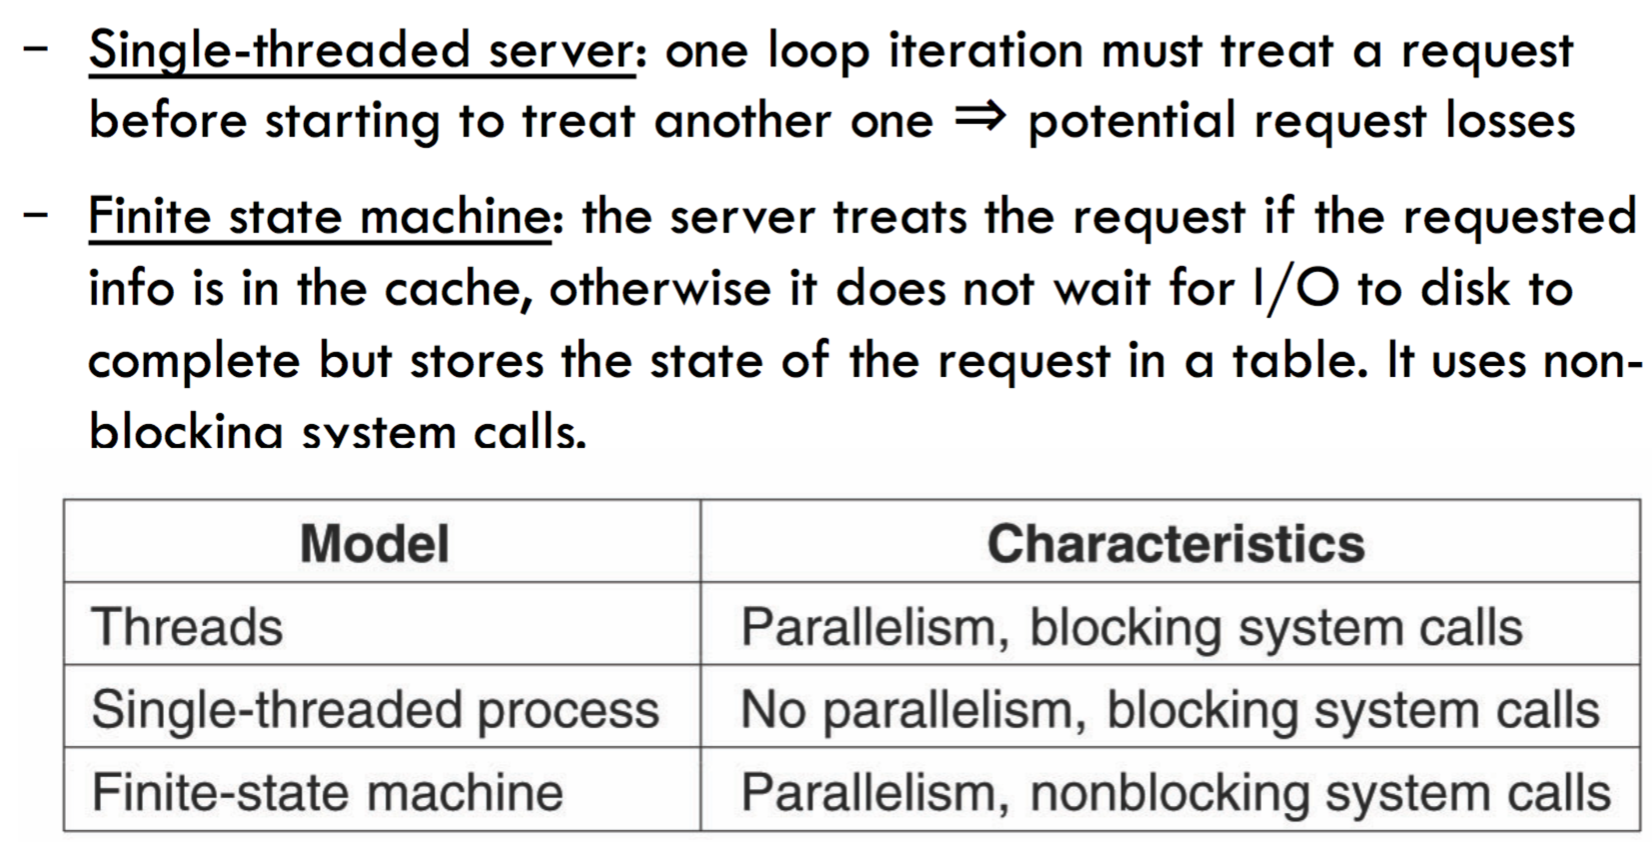 – Single-threaded server: one loop iteration must treat a request
before starting to treat another one ⇒ potential request losses
– Finite state machine: the server treats the request if the requested
info is in the cache, otherwise it does not wait for I/O to disk to
complete but stores the state of the request in a table. It uses non-
blocking system calls.
Model Characteristics
Threads Parallelism, blocking system calls
Single-threaded process No parallelism, blocking system calls
Finite-state machine Parallelism, nonblocking system calls